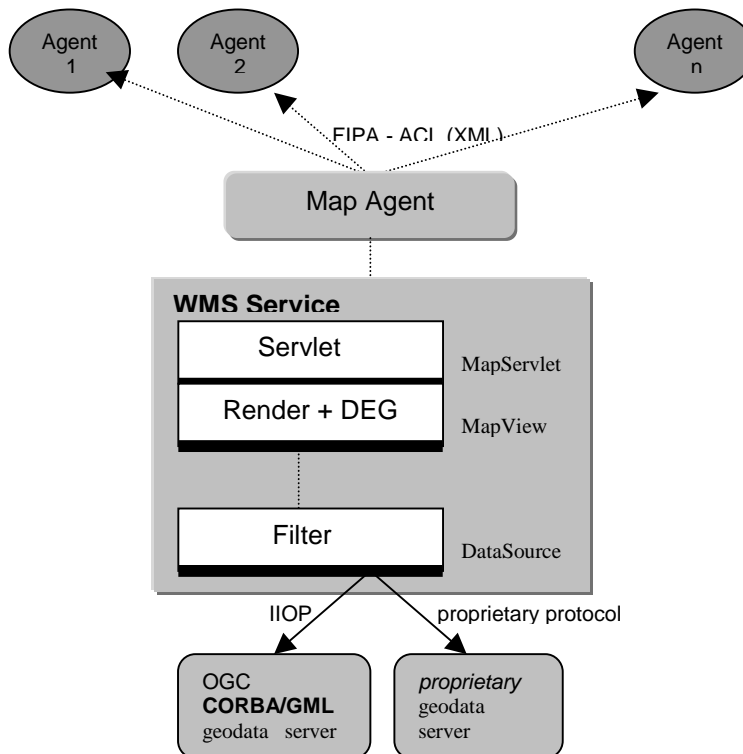 Agent
1
Agent
2
Agent
n
FIPA - ACL (XML)
Map Agent
WMS Service
Servlet
MapServlet
Render + DEG
MapView
Filter
DataSource
IIOP
proprietary protocol
OGC
CORBA/GML
geodata server
proprietary
geodata
server